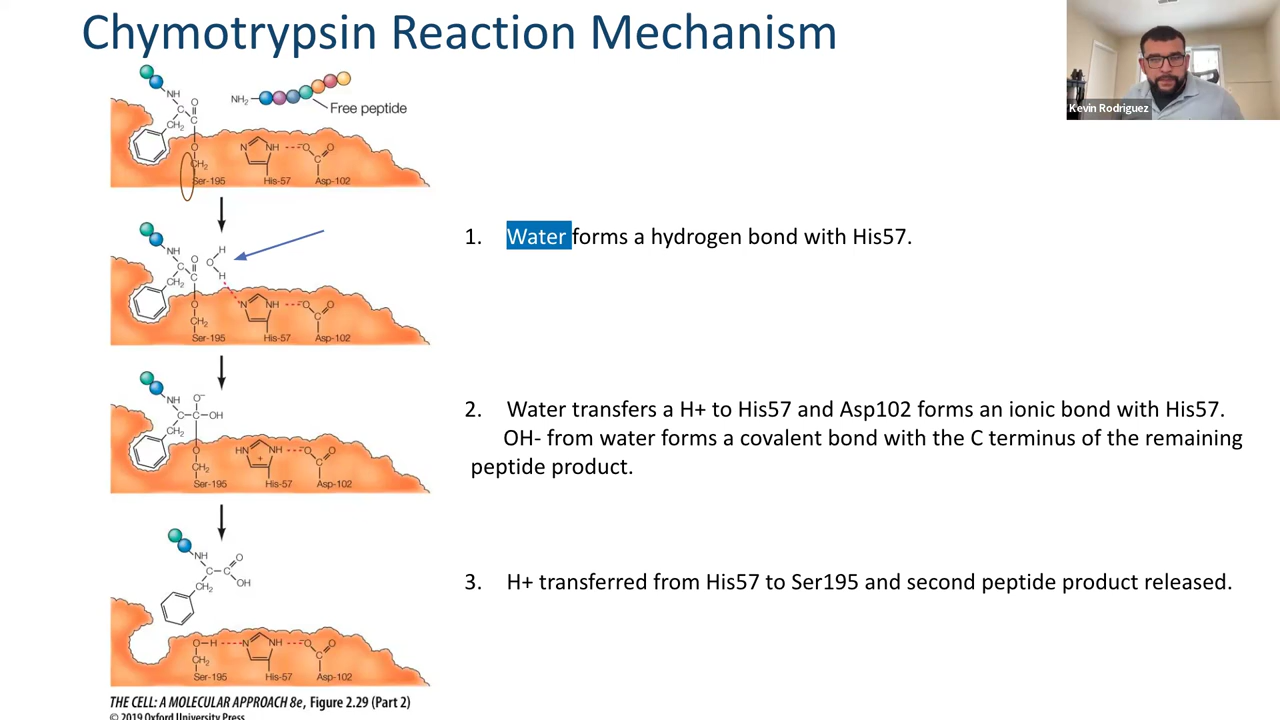 Chymotrypsin Reaction Mechanism
Kevin Rodriguez
NH
C
O
C
CH2
O
CH2
Ser-195
NH2
Free peptide
N
NH
His-57
O
O
C
Asp-102
1. Water forms a hydrogen bond with His57.
NH
C
O
C
CH2
O
CH2
Ser-195
H
O
H
N
NH
His-57
O
O
C
Asp-102
2. Water transfers a H+ to His57 and Asp102 forms an ionic bond with His57.
OH- from water forms a covalent bond with the C terminus of the remaining
peptide product.
NH
O−
C—C—OH
CH2
O
CH2
Ser-195
HN
+
NH
His-57
O
O
C
Asp-102
3. H+ transferred from His57 to Ser195 and second peptide product released.
NH
O
C—C
OH
CH2
O—H
CH2
Ser-195
N
NH
His-57
O
O
C
Asp-102
THE CELL: A MOLECULAR APPROACH 8e, Figure 2.29 (Part 2)
© 2019 Oxford University Press